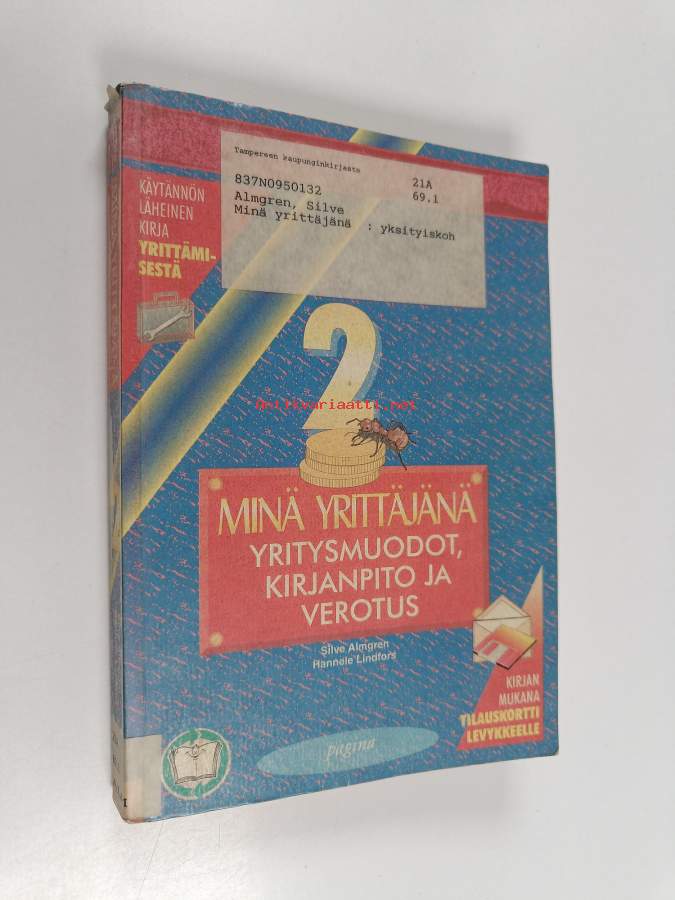 Tampereen kaupunginkirjasto
837N0950132
21A
69.1
Almgren, Silve
Minä yrittäjänä : yksityiskoh
KÄYTÄNNÖN
LÄHEINEN
KIRJA
YRITTÄMI-
SESTÄ
2
Antikvariaatti.net
MINÄ YRITTÄJÄNÄ
YRITYSMUODOT,
KIRJANPITO JA
VEROTUS
Silve Almgren
Hannele Lindfors
KIRJAN
MUKANA
TILAUSKORTTI
LEVYKKEELLE
pagina